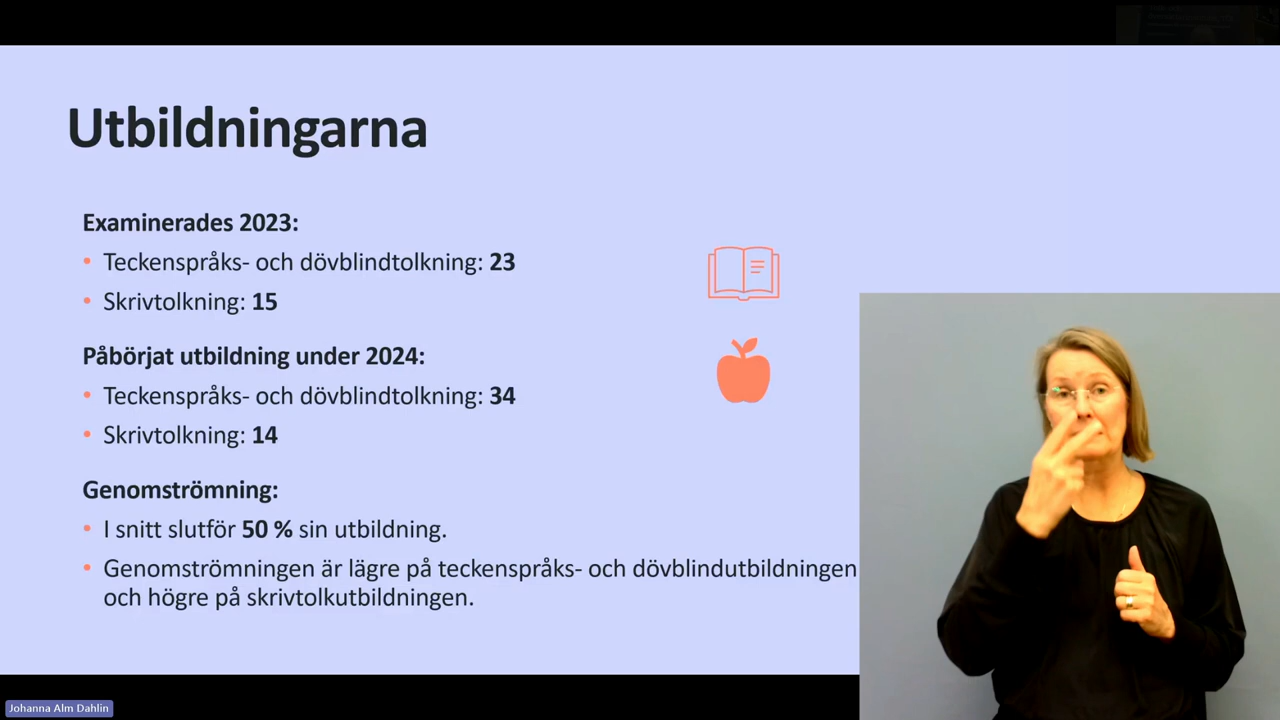 Utbildningarna
Examinerades 2023:
• Teckenspråks- och dövblindtolkning: 23
• Skrivtolkning: 15
Påbörjat utbildning under 2024:
• Teckenspråks- och dövblindtolkning: 34
• Skrivtolkning: 14
Genomströmning:
• I snitt slutför 50 % sin utbildning.
• Genomströmningen är lägre på teckenspråks- och dövblindutbildningen
och högre på skrivtolkutbildningen.
Johanna Alm Dahlin